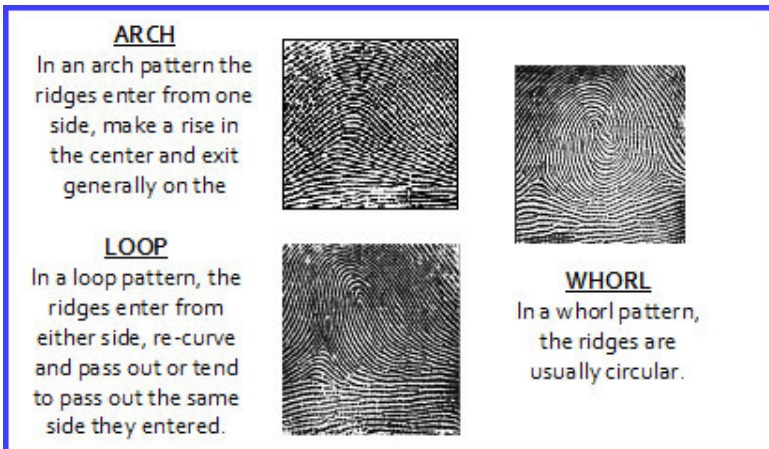 ARCH
In an arch pattern the
ridges enter from one
side, make a rise in
the center and exit
generally on the
LOOP
In a loop pattern, the
ridges enter from
either side, re-curve
and pass out or tend
to pass out the same
side they entered.
WHORL
In a whorl pattern,
the ridges are
usually circular.